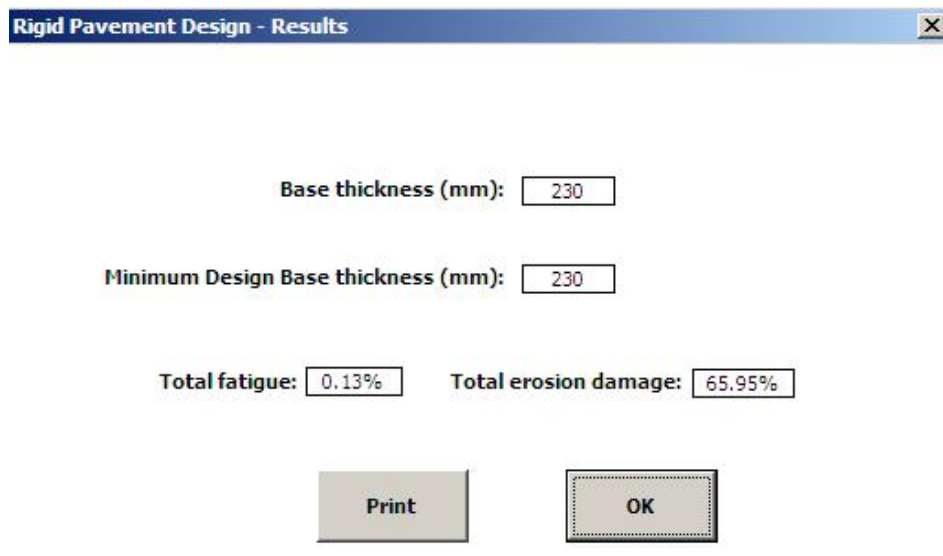 Rigid Pavement Design - Results
Base thickness (mm): 230
Minimum Design Base thickness (mm): 230
Total fatigue: 0.13% Total erosion damage: 65.95%
Print OK